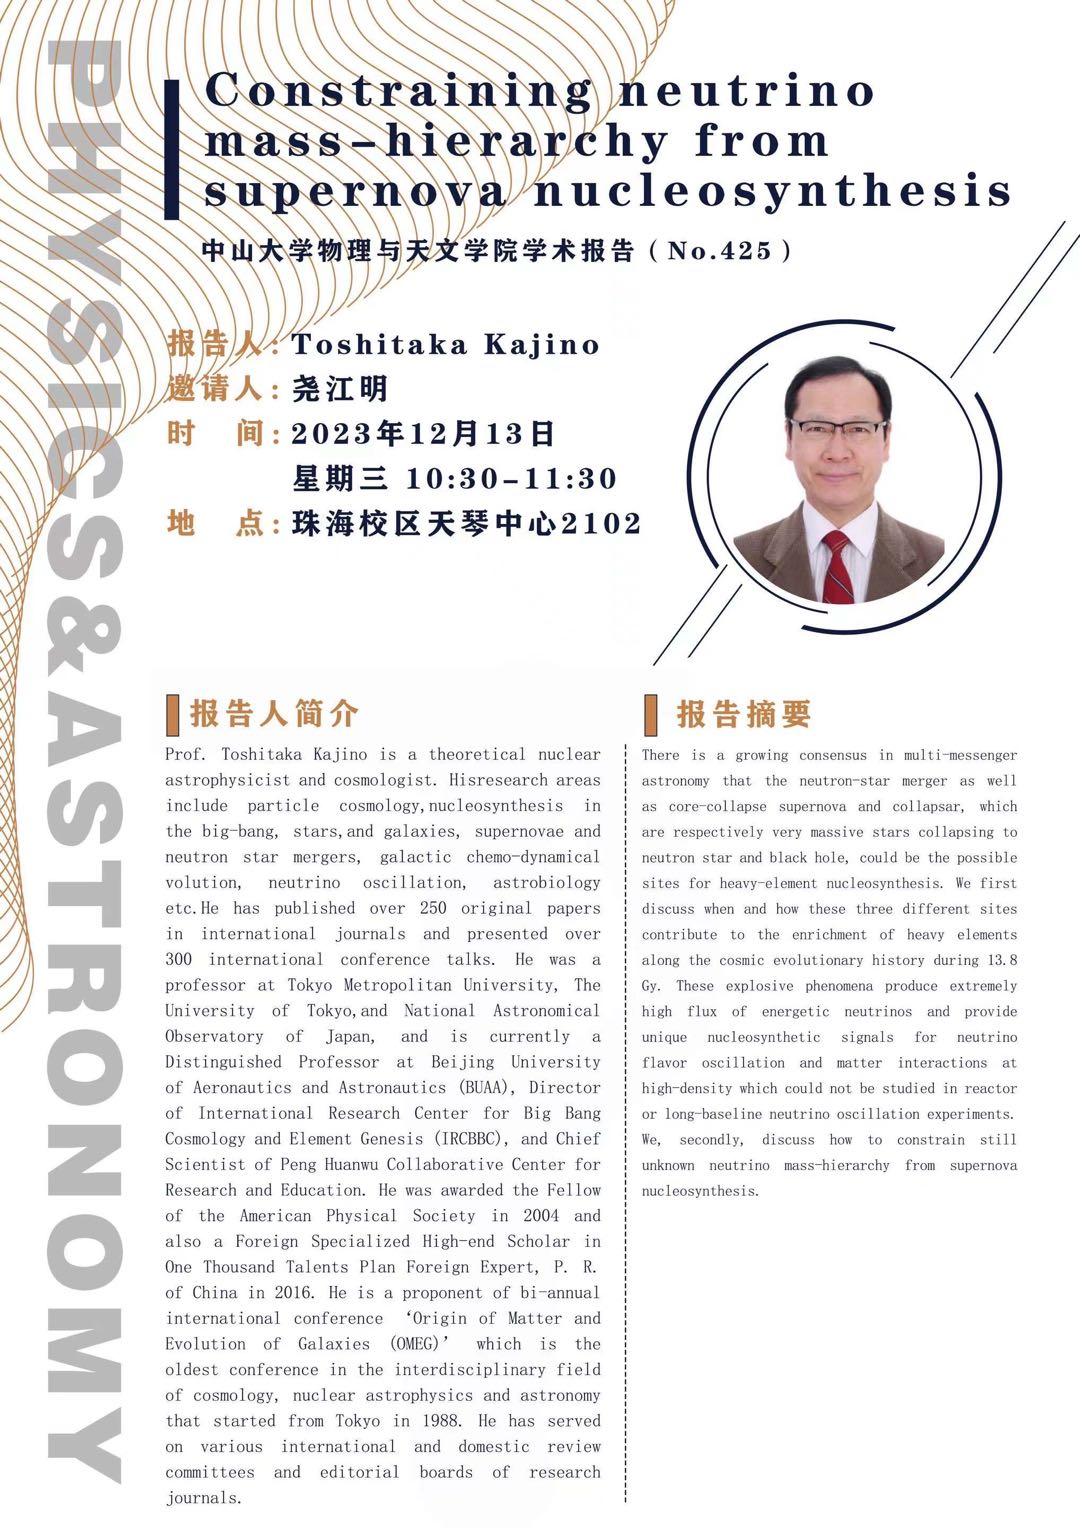 PHYSICS&ASTRONOMY
Constraining neutrino
mass-hierarchy from
supernova nucleosynthesis
中山大学物理与天文学院学术报告（No.425）
报告人: Toshitaka Kajino
邀请人: 尧江明
时 间: 2023年12月13日
星期三 10:30-11:30
地 点: 珠海校区天琴中心2102
报告人简介
Prof. Toshitaka Kajino is a theoretical nuclear
astrophysicist and cosmologist. Hisresearch areas
include particle cosmology,nucleosynthesis in
the big-bang, stars,and galaxies, supernovae and
neutron star mergers, galactic chemo-dynamical
volution, neutrino oscillation, astrobiology
etc.He has published over 250 original papers
in international journals and presented over
300 international conference talks. He was a
professor at Tokyo Metropolitan University, The
University of Tokyo,and National Astronomical
Observatory of Japan, and is currently a
Distinguished Professor at Beijing University
of Aeronautics and Astronautics (BUAA), Director
of International Research Center for Big Bang
Cosmology and Element Genesis (IRCBBC), and Chief
Scientist of Peng Huanwu Collaborative Center for
Research and Education. He was awarded the Fellow
of the American Physical Society in 2004 and
also a Foreign Specialized High-end Scholar in
One Thousand Talents Plan Foreign Expert, P. R.
of China in 2016. He is a proponent of bi-annual
international conference ‘Origin of Matter and
Evolution of Galaxies (OMEG)’ which is the
oldest conference in the interdisciplinary field
of cosmology, nuclear astrophysics and astronomy
that started from Tokyo in 1988. He has served
on various international and domestic review
committees and editorial boards of research
journals.
报告摘要
There is a growing consensus in multi-messenger
astronomy that the neutron-star merger as well
as core-collapse supernova and collapsar, which
are respectively very massive stars collapsing to
neutron star and black hole, could be the possible
sites for heavy-element nucleosynthesis. We first
discuss when and how these three different sites
contribute to the enrichment of heavy elements
along the cosmic evolutionary history during 13.8
Gy. These explosive phenomena produce extremely
high flux of energetic neutrinos and provide
unique nucleosynthetic signals for neutrino
flavor oscillation and matter interactions at
high-density which could not be studied in reactor
or long-baseline neutrino oscillation experiments.
We, secondly, discuss how to constrain still
unknown neutrino mass-hierarchy from supernova
nucleosynthesis.